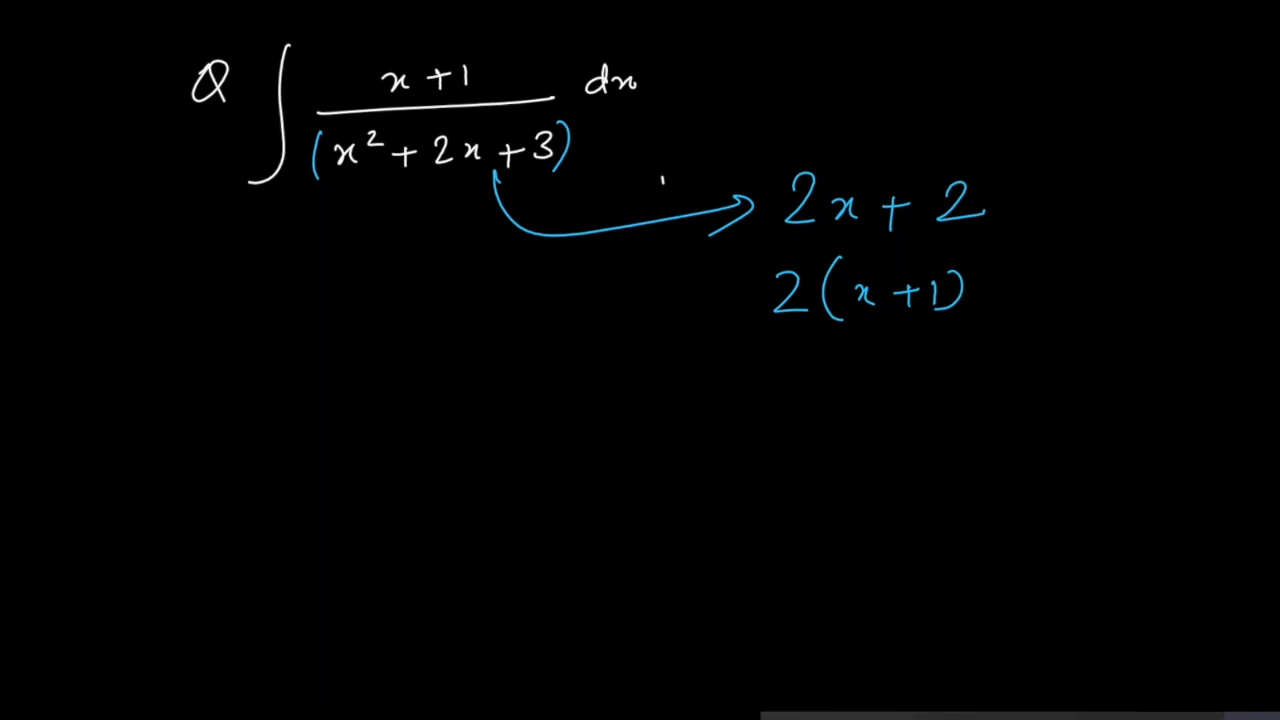 Q ∫ x + 1 / (x² + 2x + 3) dx
2x + 2
2(x + 1)